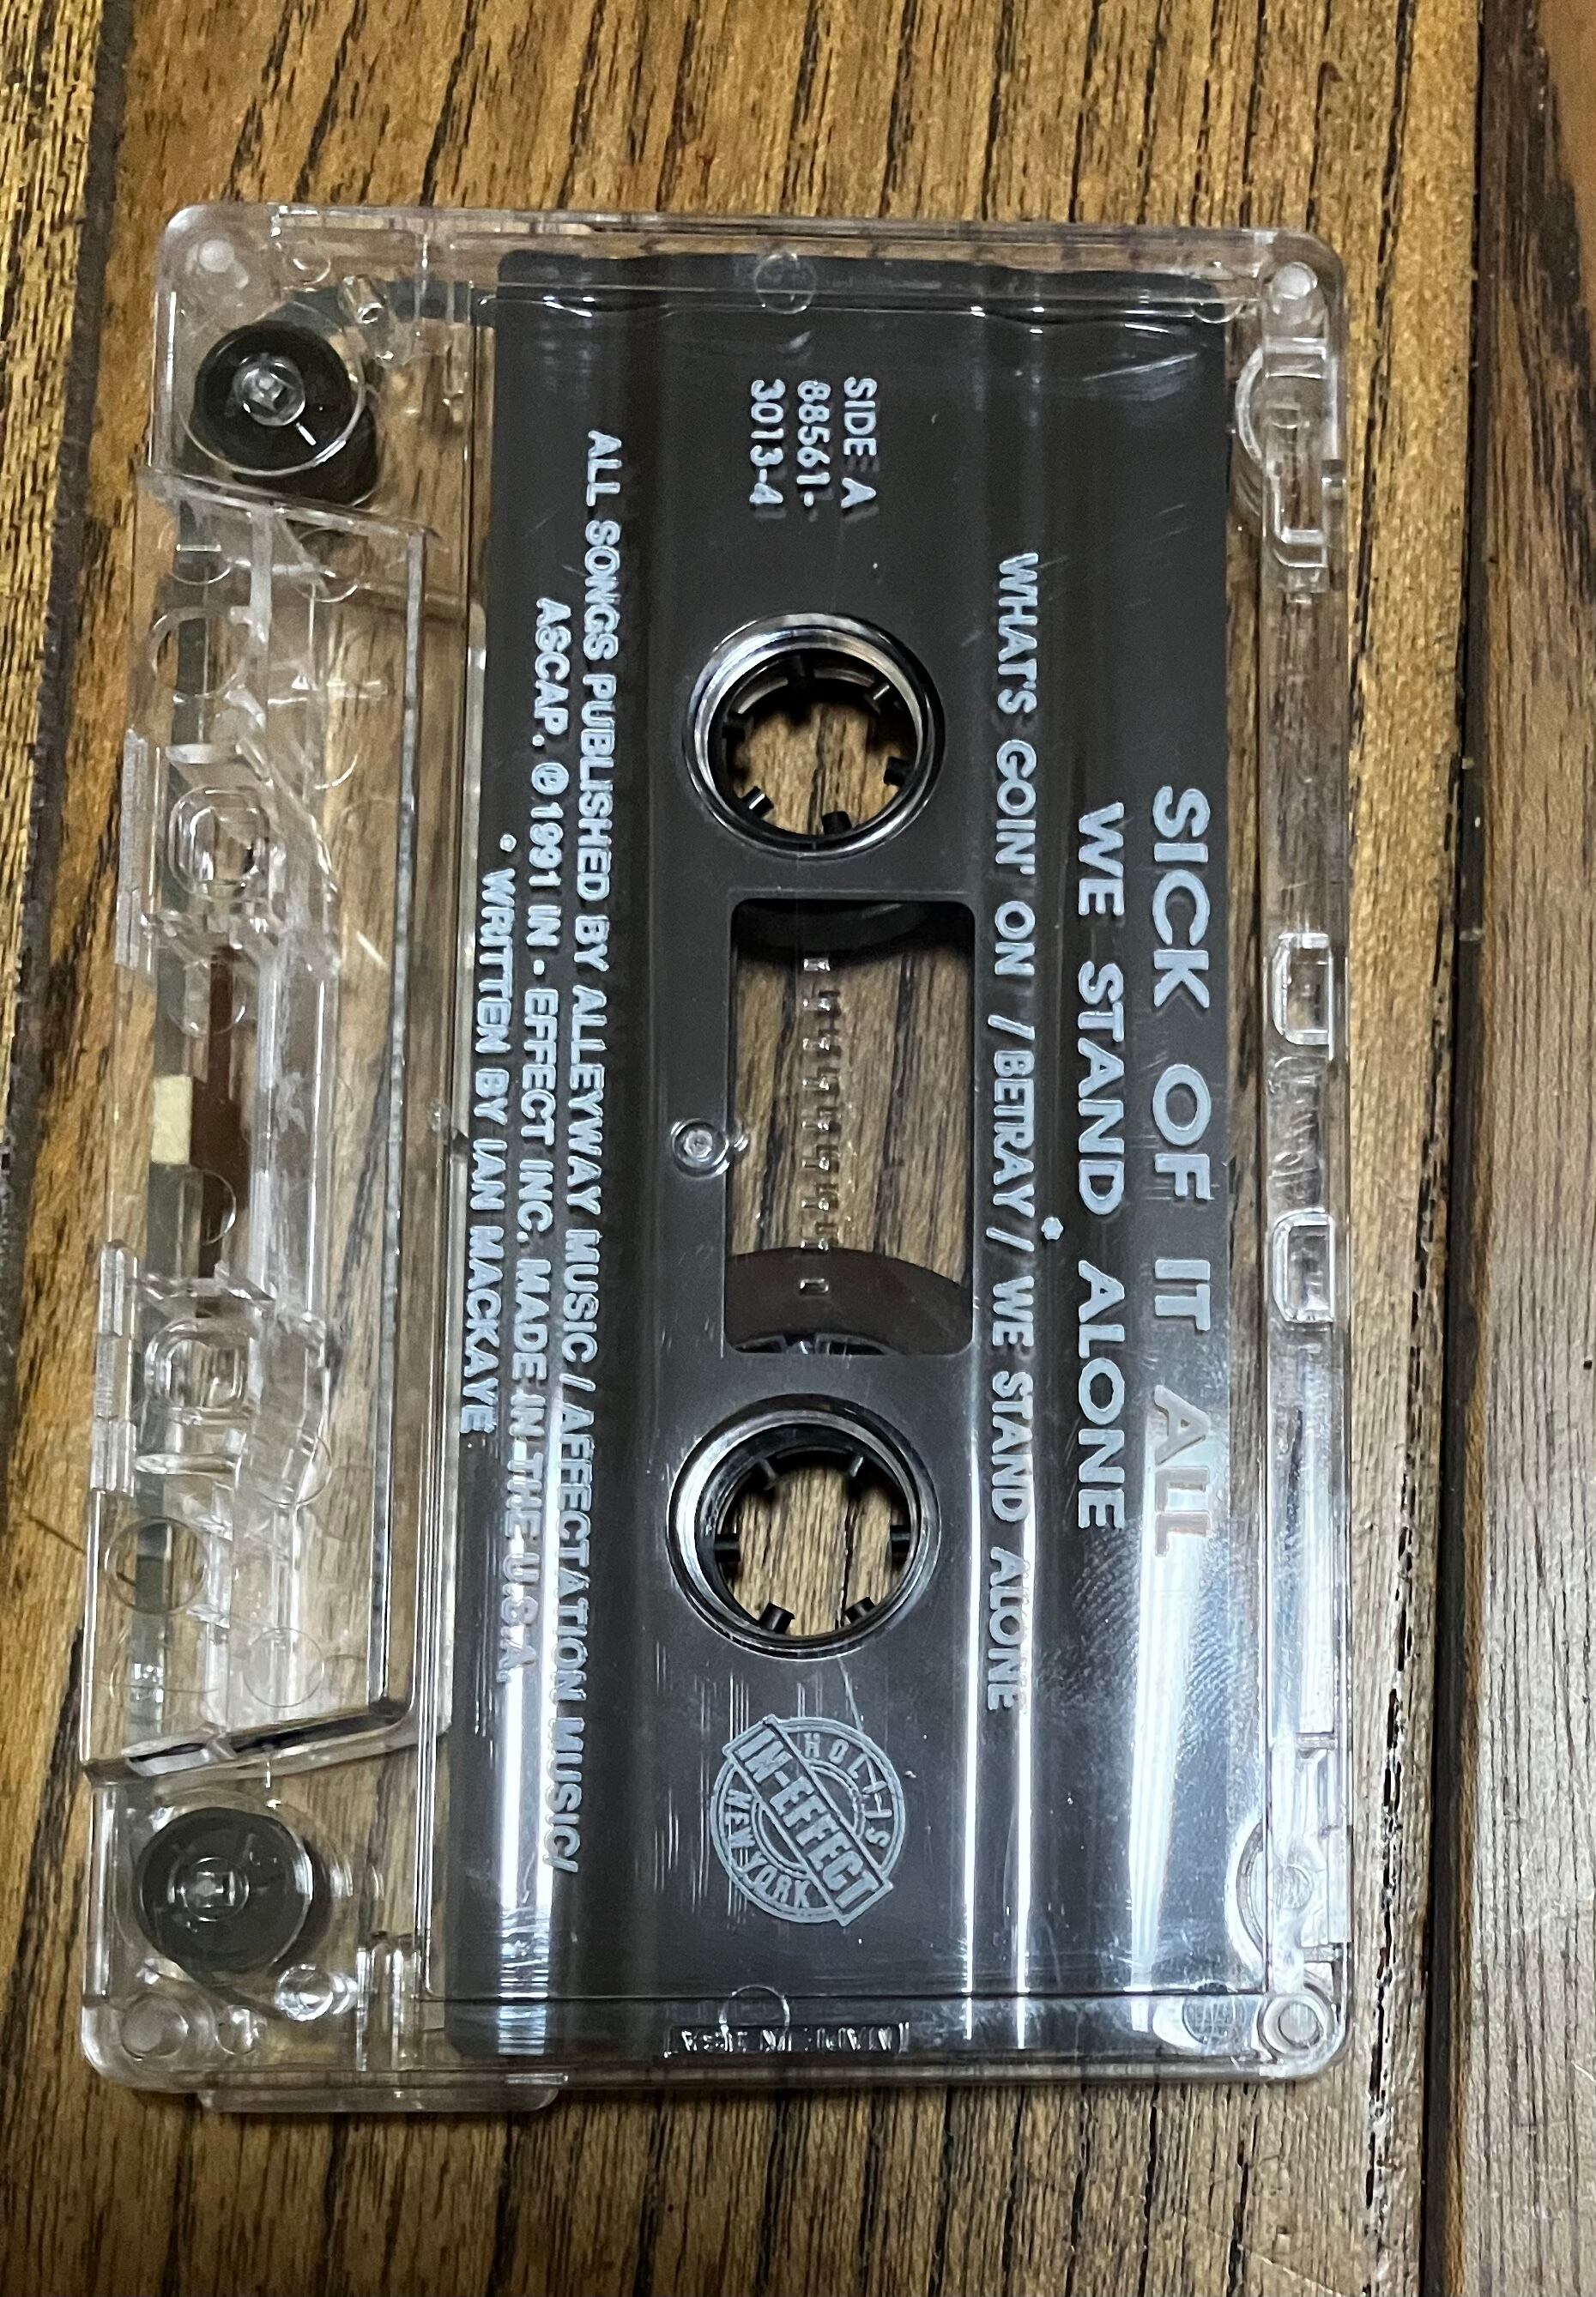 SICK OF IT ALL
WE STAND ALONE
WHAT'S GOIN' ON / BETRAY* / WE STAND ALONE
SIDE A
88561-
3013-4
HOLLIS
IN-EFFECT
NEW YORK
ALL SONGS PUBLISHED BY ALLEYWAY MUSIC / AFFECTATION MUSIC/
ASCAP. ℗ 1991 IN - EFFECT INC. MADE IN THE U.S.A.
* WRITTEN BY IAN MACKAYE